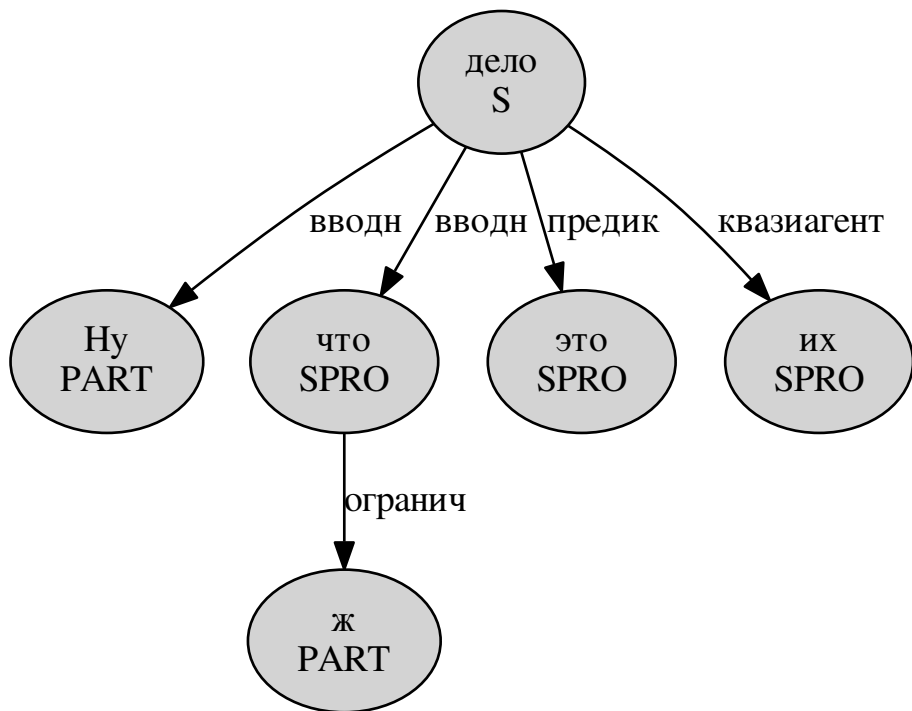 дело
S
вводн
вводн
предик
квазиагент
Ну
PART
что
SPRO
это
SPRO
их
SPRO
огранич
ж
PART